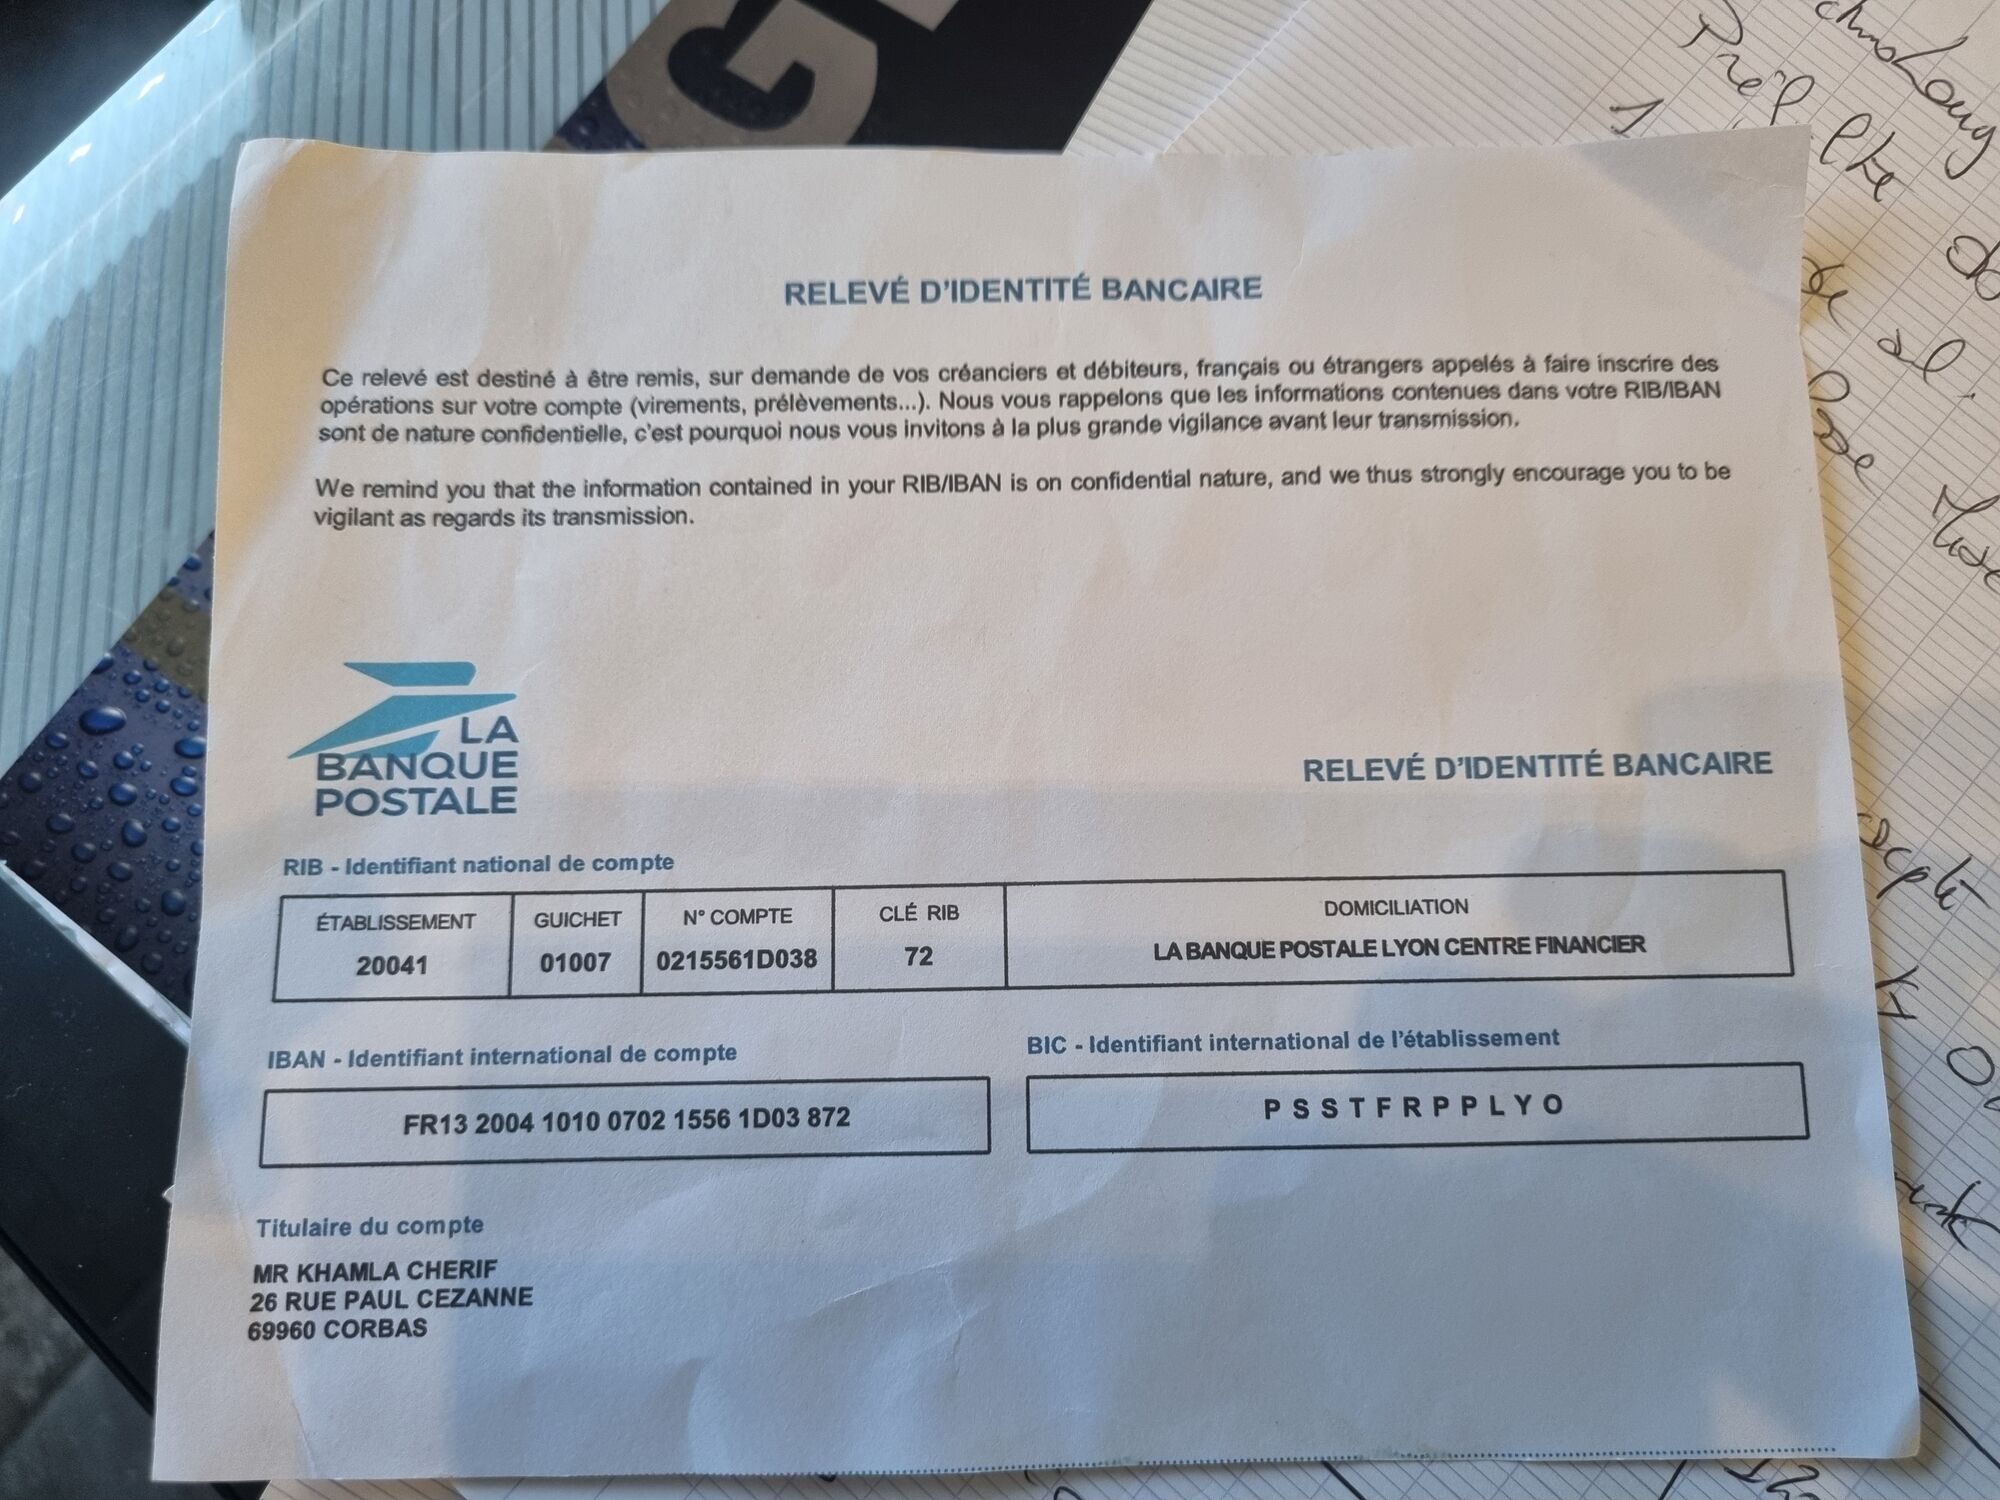 RELEVÉ D'IDENTITÉ BANCAIRE
Ce relevé est destiné à être remis, sur demande de vos créanciers et débiteurs, français ou étrangers appelés à faire inscrire des
opérations sur votre compte (virements, prélèvements...). Nous vous rappelons que les informations contenues dans votre RIB/IBAN
sont de nature confidentielle, c'est pourquoi nous vous invitons à la plus grande vigilance avant leur transmission.
We remind you that the information contained in your RIB/IBAN is on confidential nature, and we thus strongly encourage you to be
vigilant as regards its transmission.
LA
BANQUE
POSTALE
RELEVÉ D'IDENTITÉ BANCAIRE
RIB - Identifiant national de compte
ÉTABLISSEMENT GUICHET N° COMPTE CLÉ RIB DOMICILIATION
20041 01007 0215561D038 72 LA BANQUE POSTALE LYON CENTRE FINANCIER
IBAN - Identifiant international de compte
BIC - Identifiant international de l'établissement
FR13 2004 1010 0702 1556 1D03 872
PSSTFRPPLYO
Titulaire du compte
MR KHAMLA CHERIF
26 RUE PAUL CEZANNE
69960 CORBAS